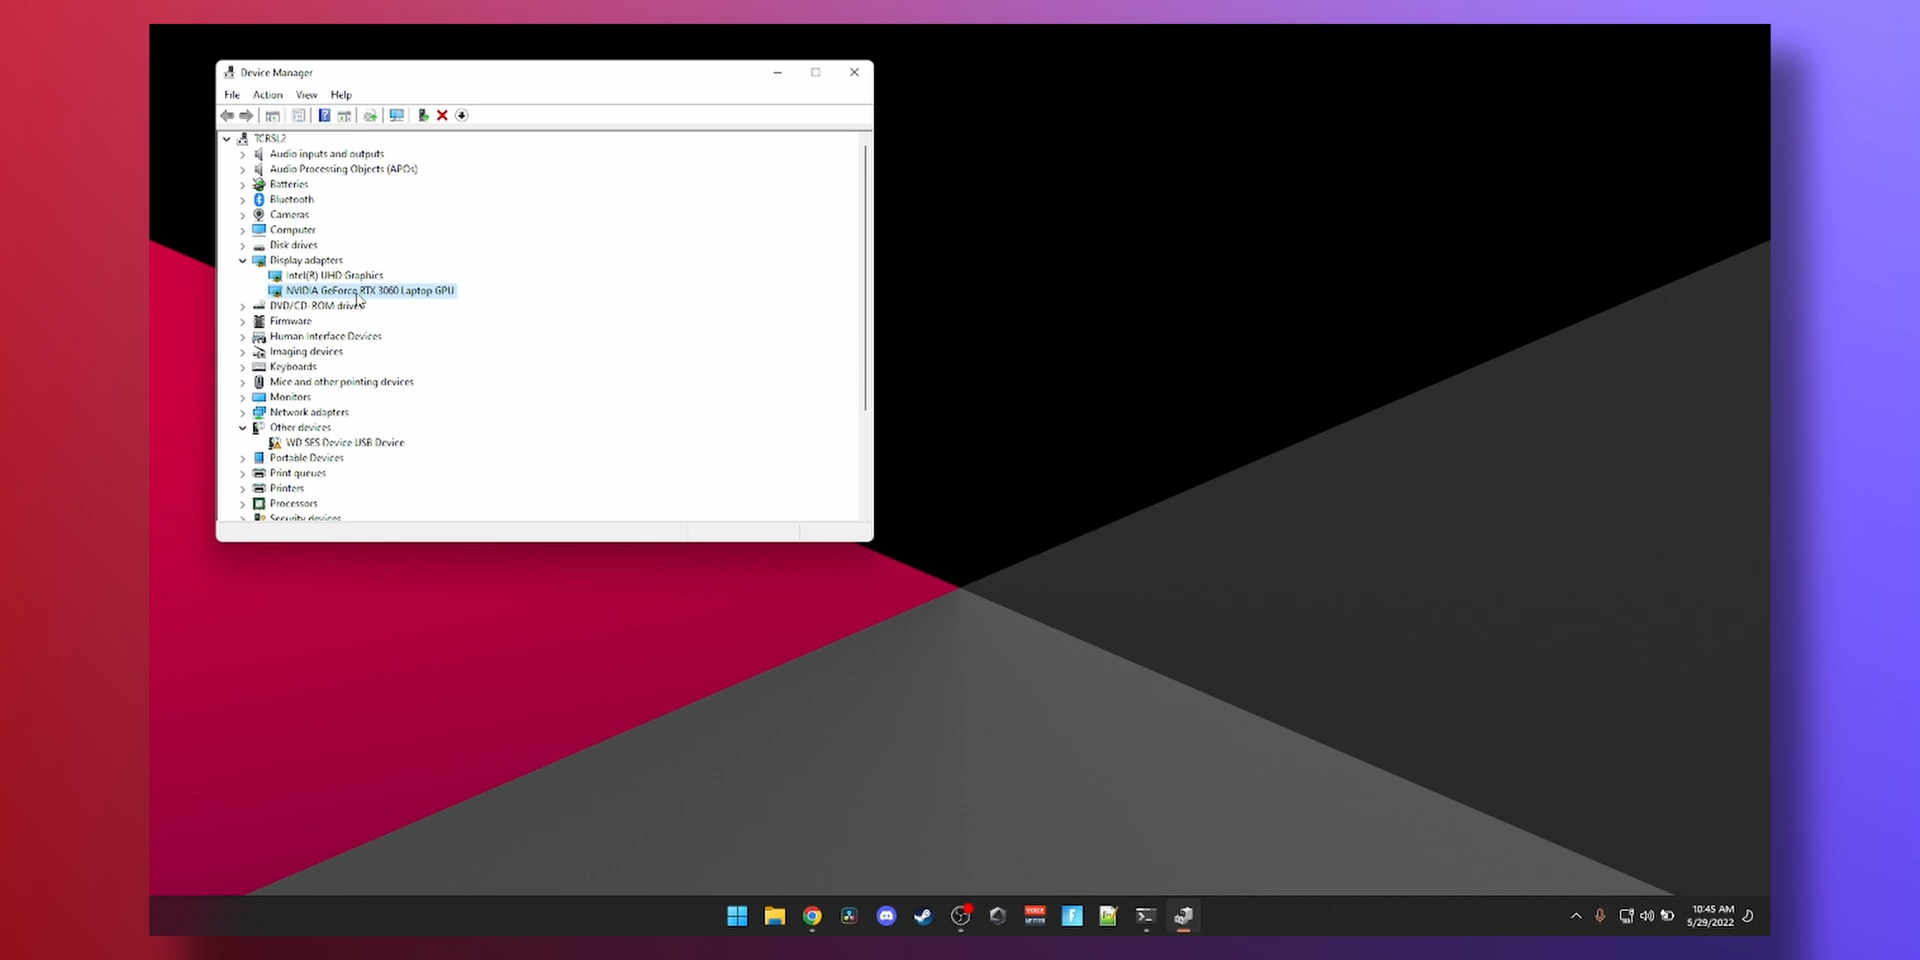 Device Manager
File Action View Help
TCRSL2
Audio inputs and outputs
Audio Processing Objects (APOs)
Batteries
Bluetooth
Cameras
Computer
Disk drives
Display adapters
Intel(R) UHD Graphics
NVIDIA GeForce RTX 3060 Laptop GPU
DVD/CD-ROM drives
Firmware
Human Interface Devices
Imaging devices
Keyboards
Mice and other pointing devices
Monitors
Network adapters
Other devices
WD SES Device USB Device
Portable Devices
Print queues
Printers
Processors
Security devices
10:45 AM
5/29/2022